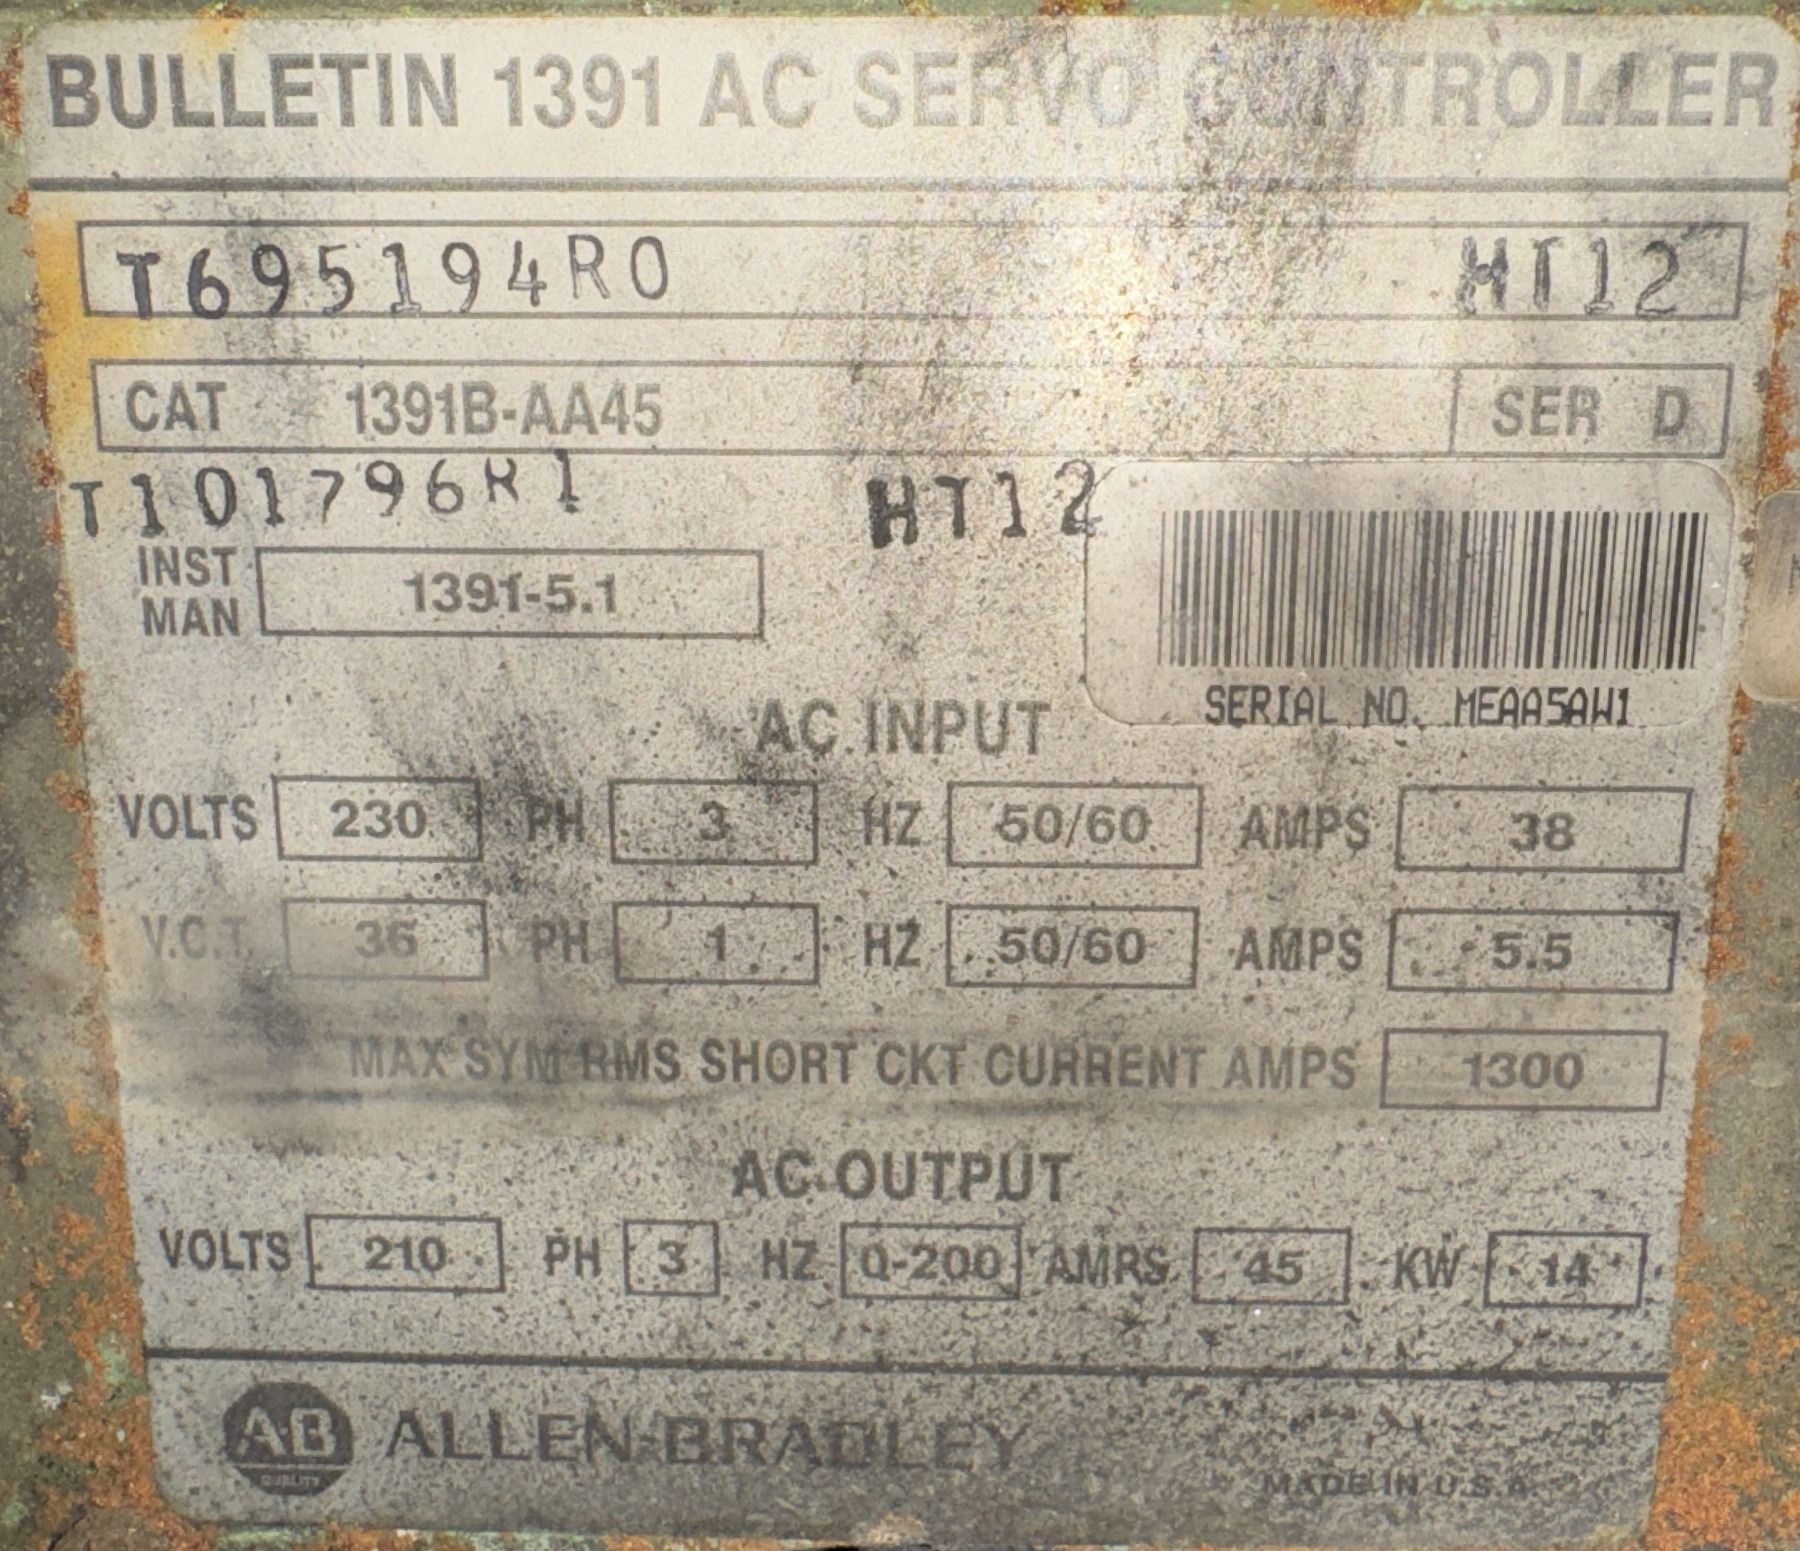 BULLETIN 1391 AC SERVO CONTROLLER
T695194R0 HT12
CAT 1391B-AA45 SER D
T101796R1 HT12
INST MAN 1391-5.1
SERIAL NO. MEAA5AW1
AC INPUT
VOLTS 230 PH 3 HZ 50/60 AMPS 38
V.C.T. 36 PH 1 HZ 50/60 AMPS 5.5
MAX SYM RMS SHORT CKT CURRENT AMPS 1300
AC OUTPUT
VOLTS 210 PH 3 HZ 0-200 AMPS 45 KW 14
AB QUALITY ALLEN-BRADLEY
MADE IN U.S.A.